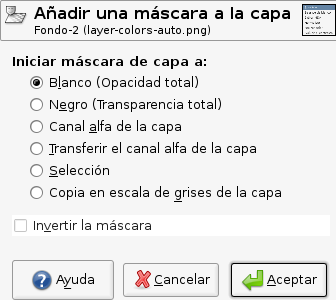 Añadir una máscara a la capa
Fondo-2 (layer-colors-auto.png)
Iniciar máscara de capa a:
Blanco (Opacidad total)
Negro (Transparencia total)
Canal alfa de la capa
Transferir el canal alfa de la capa
Selección
Copia en escala de grises de la capa
Invertir la máscara
Ayuda
Cancelar
Aceptar